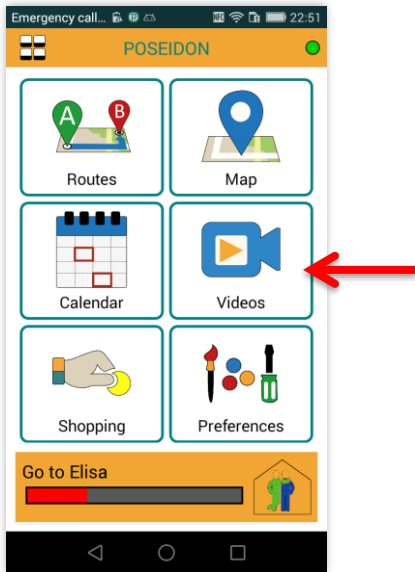 Emergency call...
22:51
POSEIDON
A
B
Routes
Map
Calendar
Videos
Shopping
Preferences
Go to Elisa